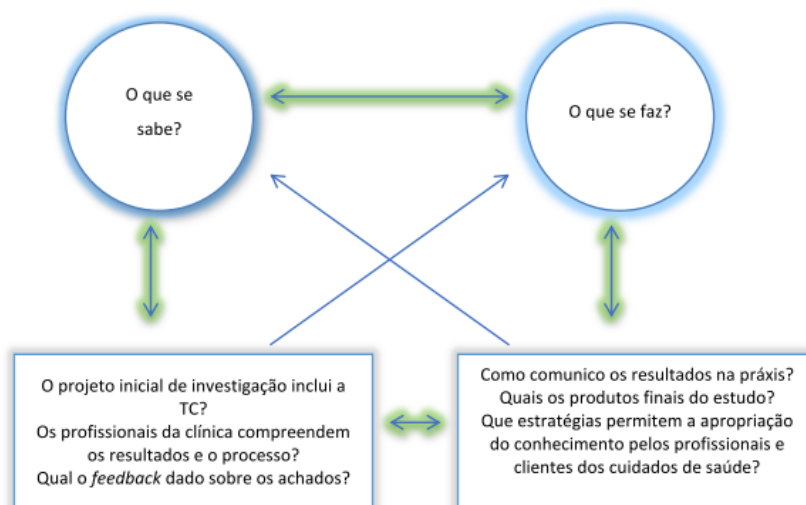 O que se
sabe?
O que se faz?
O projeto inicial de investigação inclui a
TC?
Os profissionais da clínica compreendem
os resultados e o processo?
Qual o feedback dado sobre os achados?
Como comunico os resultados na práxis?
Quais os produtos finais do estudo?
Que estratégias permitem a apropriação
do conhecimento pelos profissionais e
clientes dos cuidados de saúde?